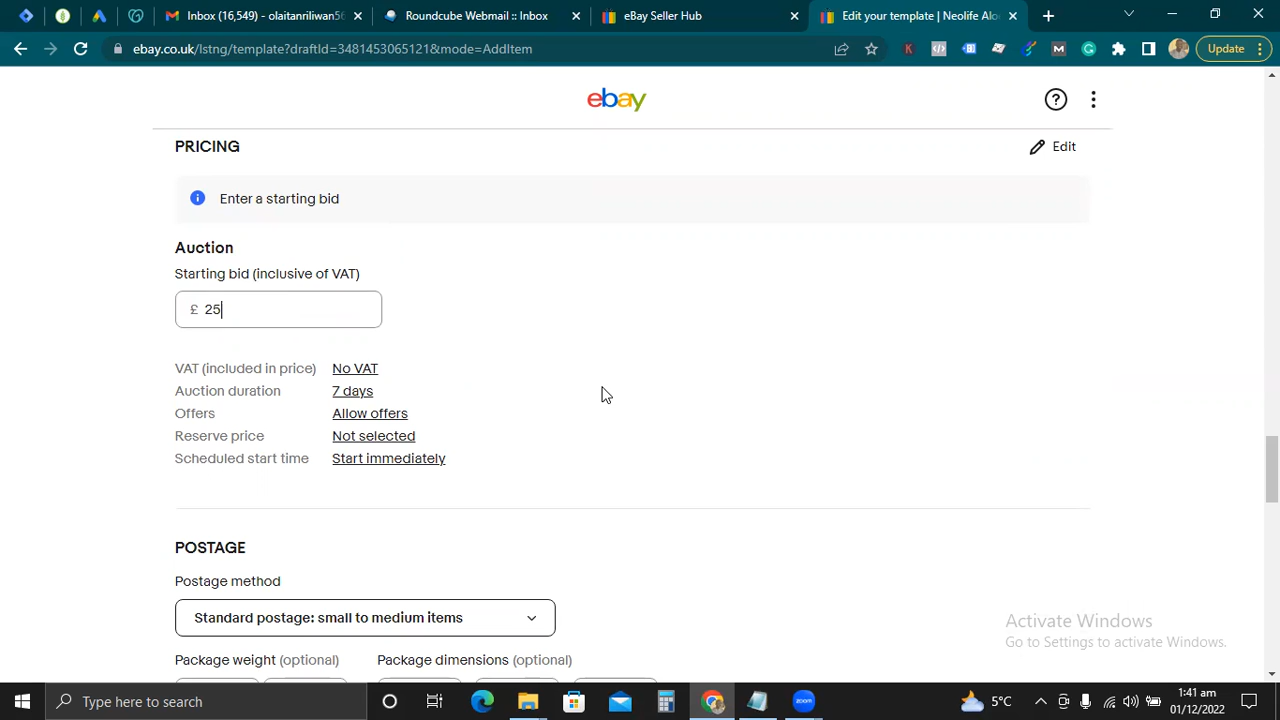 Inbox (16,549) - olaitanriliwan56
Roundcube Webmail :: Inbox
eBay Seller Hub
Edit your template | Neolife Alo
ebay.co.uk/lstng/template?draftId=3481453065121&mode=AddItem
Update
ebay
PRICING
Edit
Enter a starting bid
Auction
Starting bid (inclusive of VAT)
£ 25
VAT (included in price) No VAT
Auction duration 7 days
Offers Allow offers
Reserve price Not selected
Scheduled start time Start immediately
POSTAGE
Postage method
Standard postage: small to medium items
Package weight (optional) Package dimensions (optional)
Activate Windows
Go to Settings to activate Windows.
Type here to search
zoom
5°C
1:41 am
01/12/2022